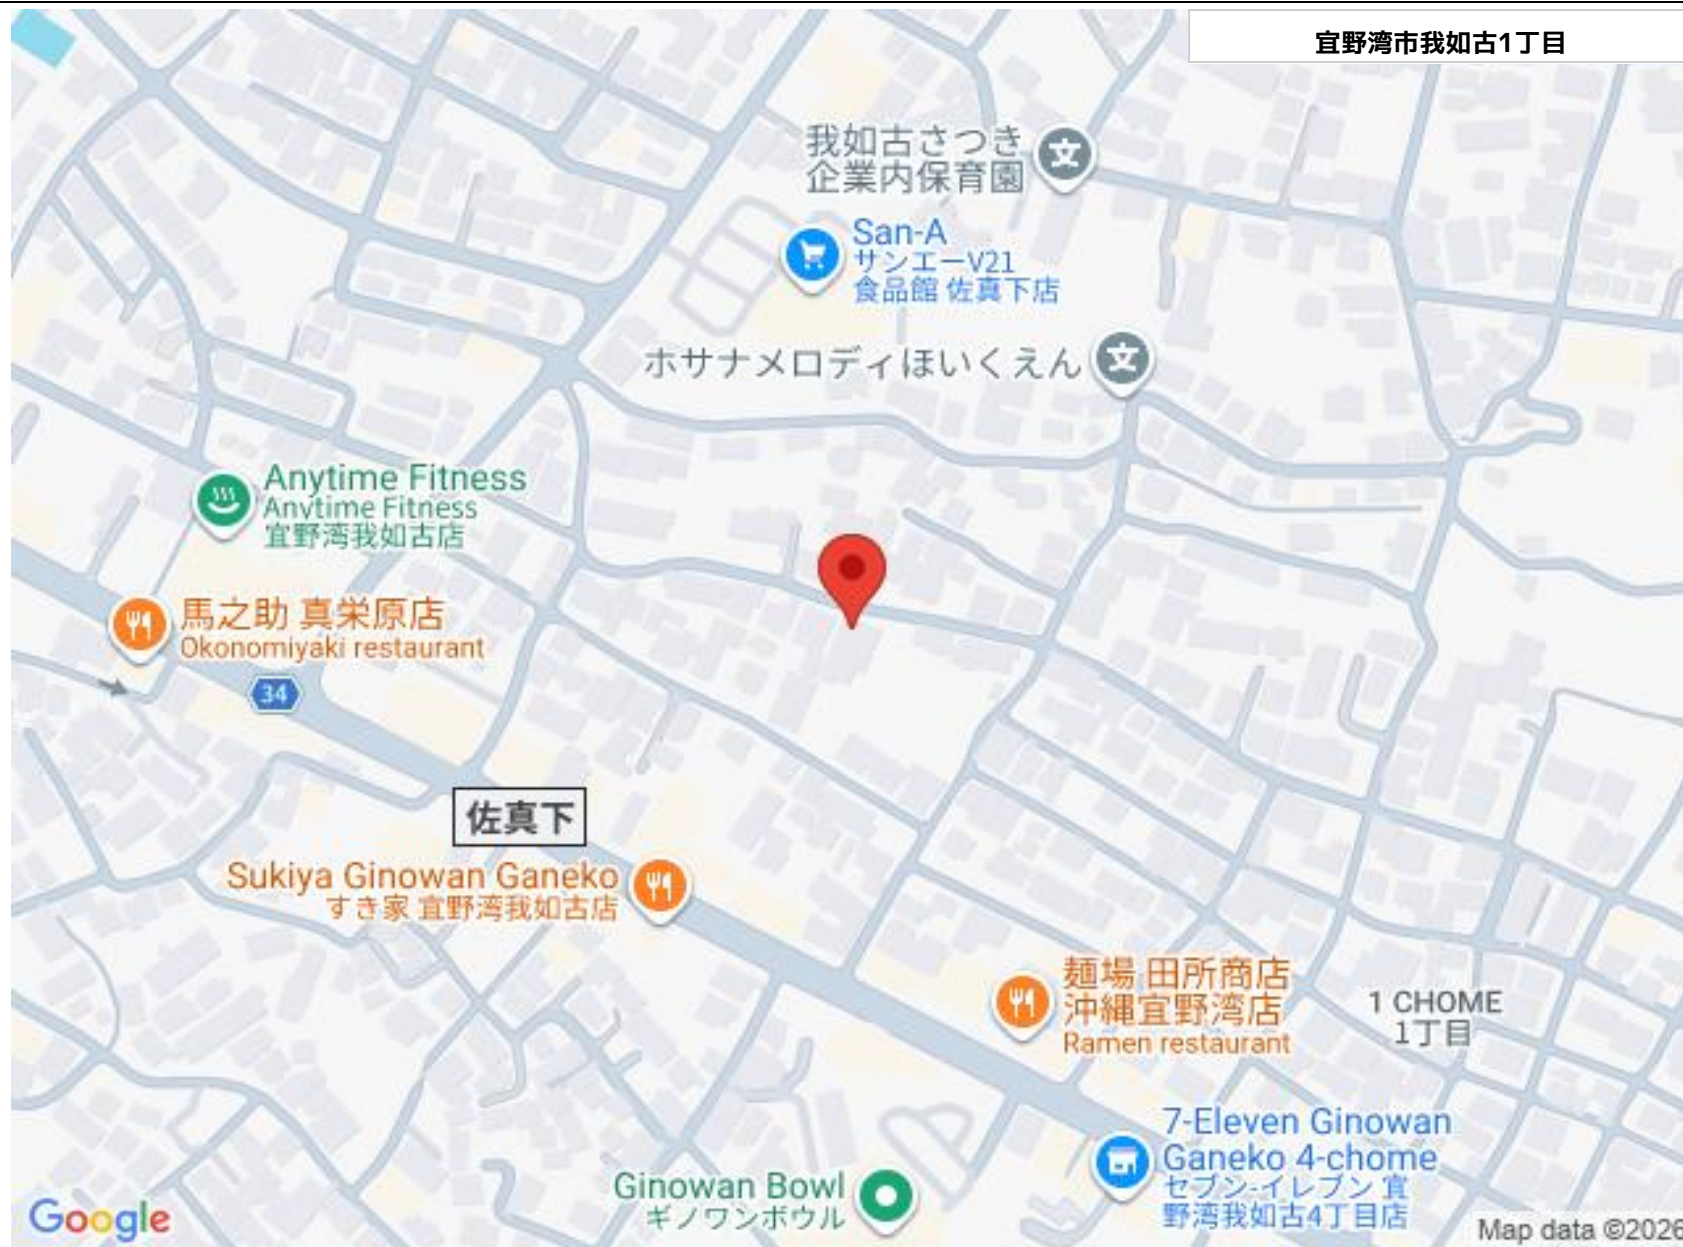 宜野湾市我如古1丁目
我如古さつき
企業内保育園
San-A
サンエーV21
食品館 佐真下店
ホサナメロディほいくえん
Anytime Fitness
Anytime Fitness
宜野湾我如古店
馬之助 真栄原店
Okonomiyaki restaurant
34
佐真下
Sukiya Ginowan Ganeko
すき家 宜野湾我如古店
麺場 田所商店
沖縄宜野湾店
Ramen restaurant
1 CHOME
1丁目
7-Eleven Ginowan
Ganeko 4-chome
セブン-イレブン 宜
野湾我如古4丁目店
Ginowan Bowl
ギノワンボウル
Google
Map data ©2026